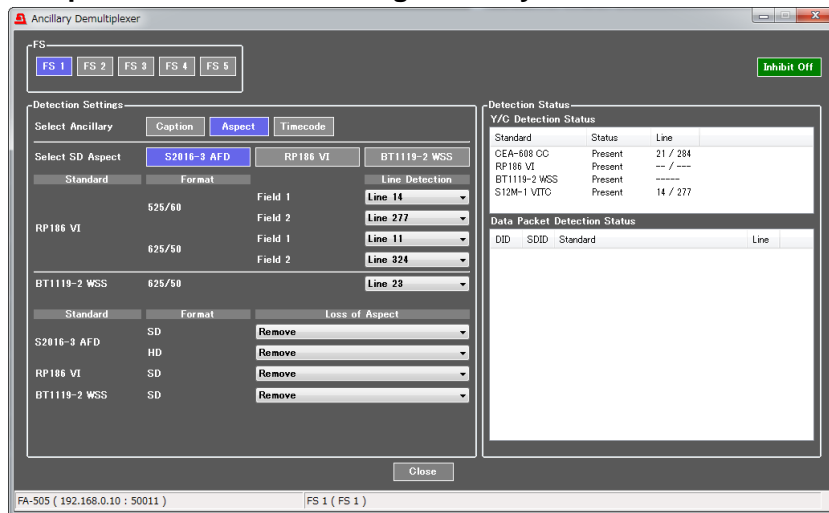 Ancillary Demultiplexer
FS
FS 1 FS 2 FS 3 FS 4 FS 5
Inhibit Off
Detection Settings
Select Ancillary Caption Aspect Timecode
Select SD Aspect S2016-3 AFD RP186 VI BT1119-2 WSS
Standard Format Line Detection
RP186 VI
525/60
Field 1 Line 14
Field 2 Line 277
625/50
Field 1 Line 11
Field 2 Line 324
BT1119-2 WSS 625/50 Line 23
Standard Format Loss of Aspect
S2016-3 AFD
SD Remove
HD Remove
RP186 VI SD Remove
BT1119-2 WSS SD Remove
Detection Status
Y/C Detection Status
Standard Status Line
CEA-608 CC Present 21 / 284
RP186 VI Present -- / ---
BT1119-2 WSS Present -----
S12M-1 VITC Present 14 / 277
Data Packet Detection Status
DID SDID Standard Line
Close
FA-505 ( 192.168.0.10 : 50011 ) FS 1 ( FS 1 )